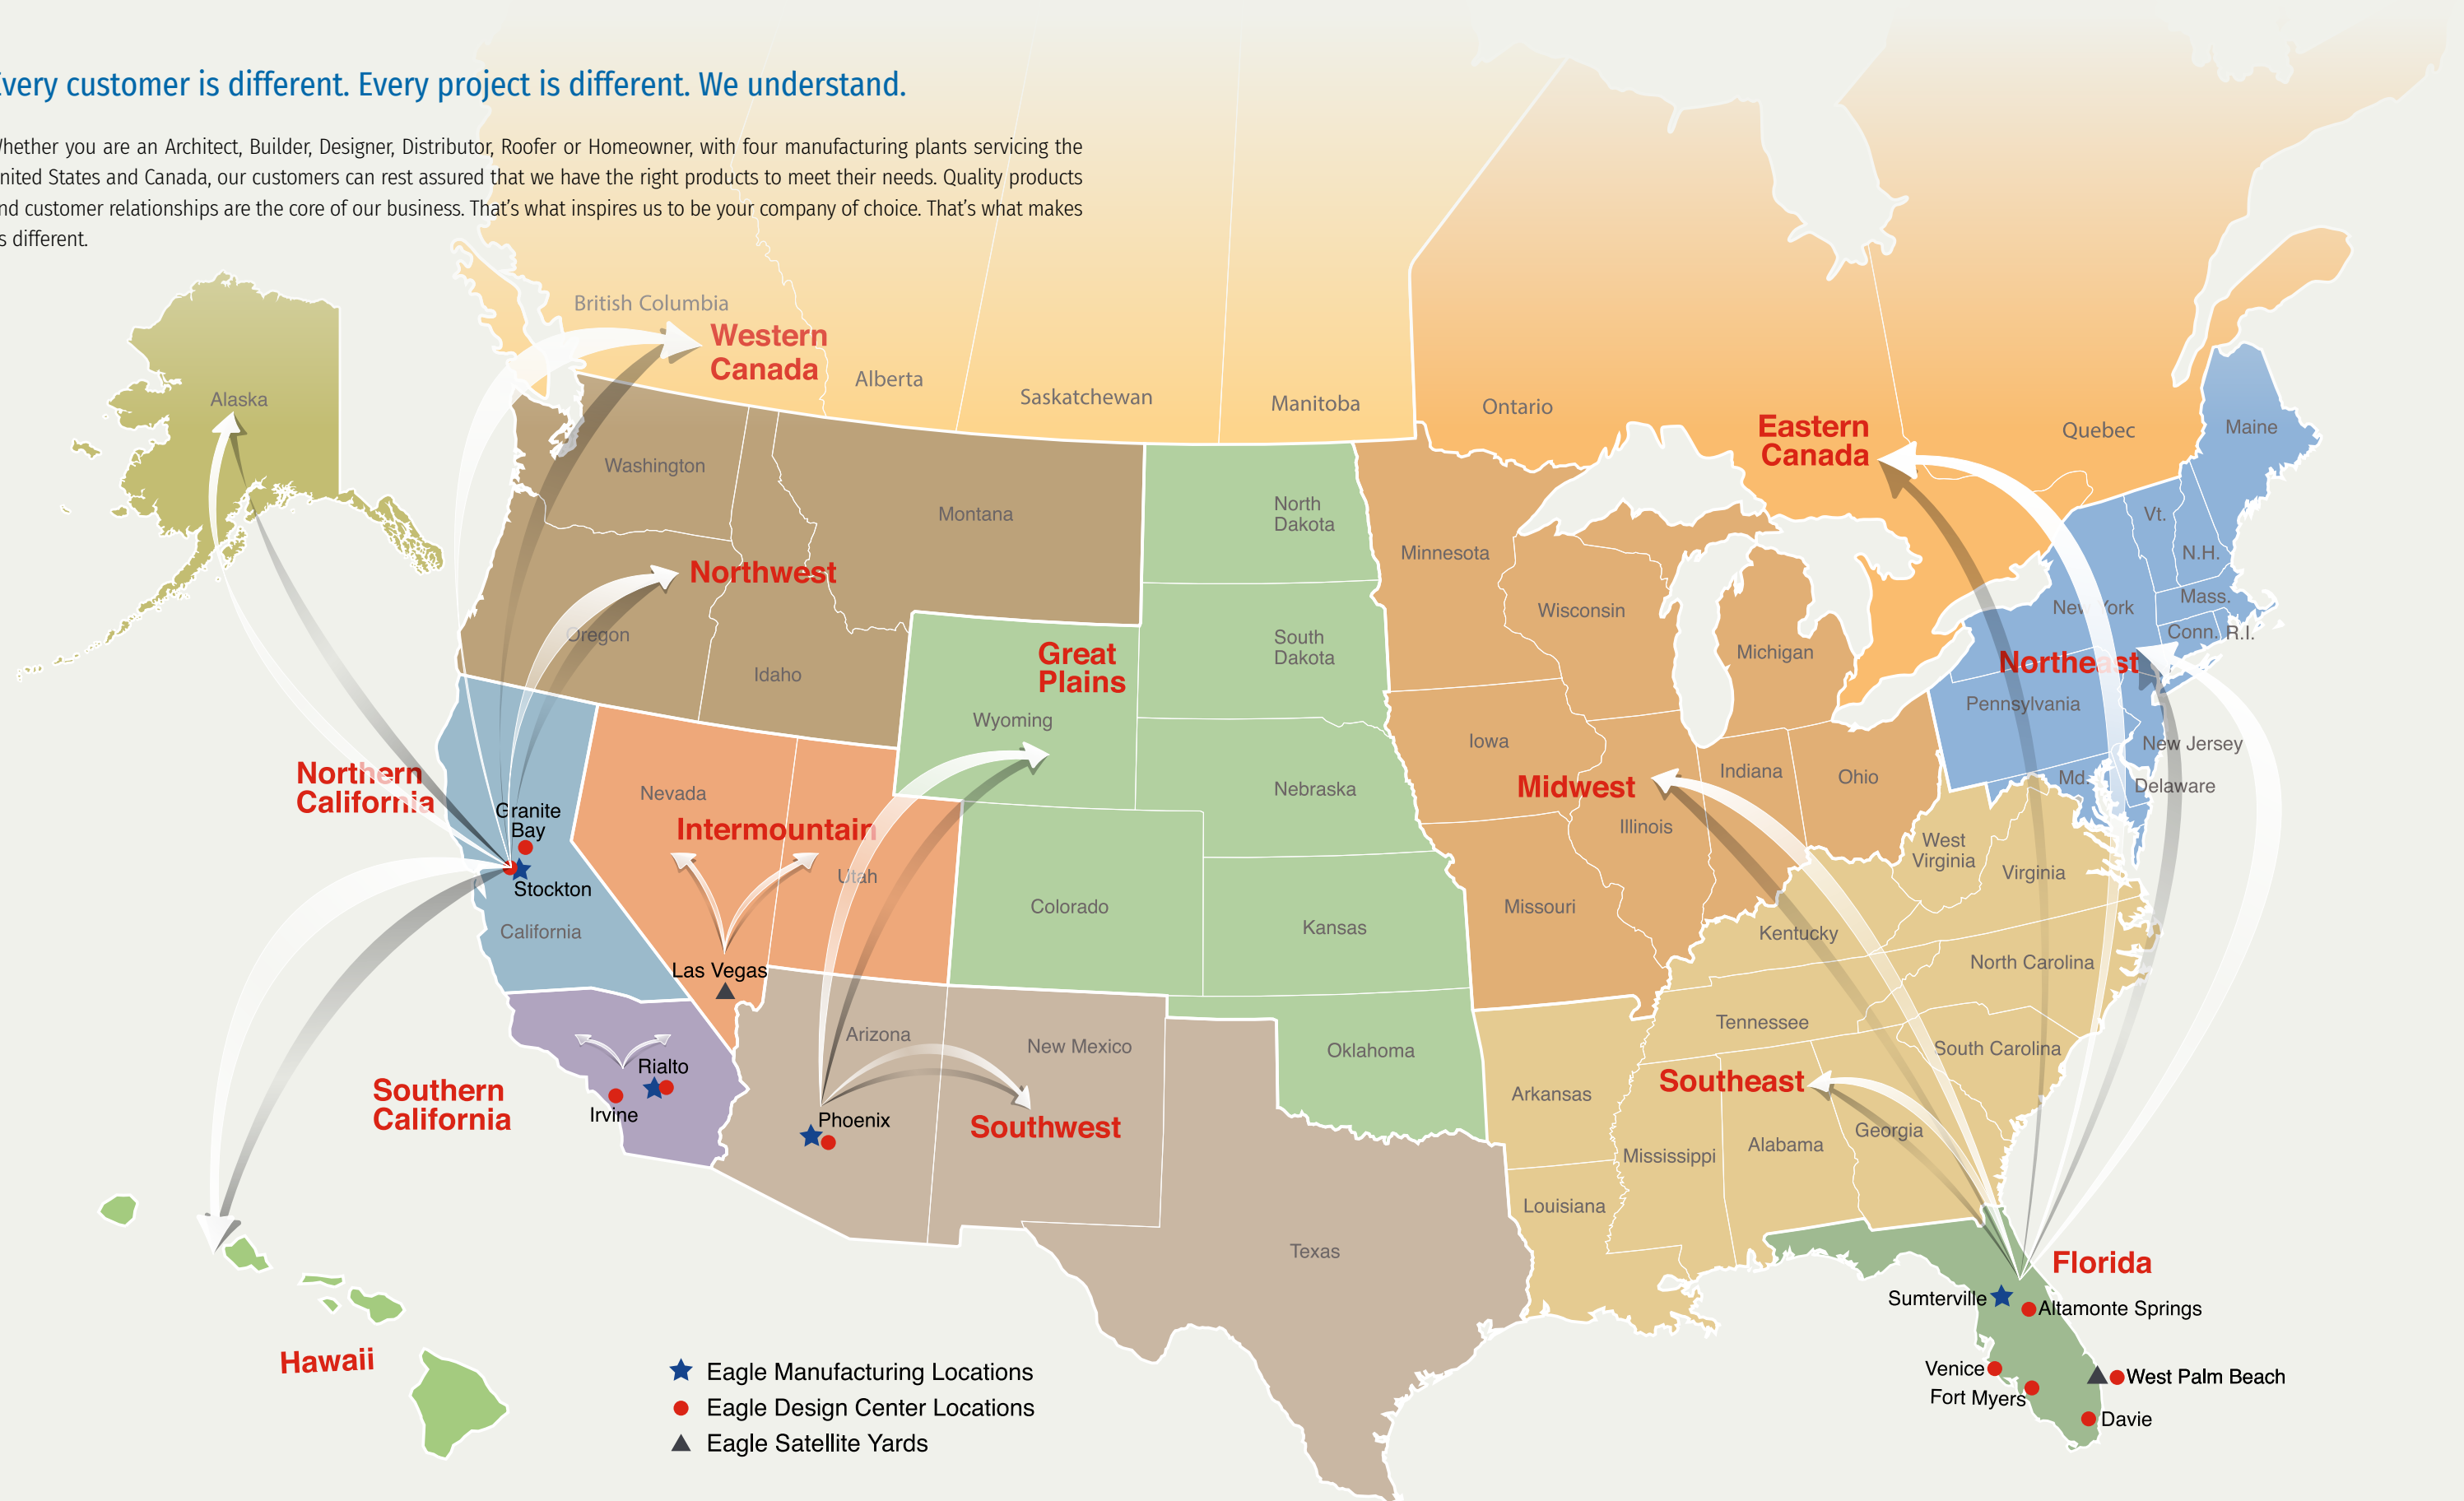 Every customer is different. Every project is different. We understand.
Whether you are an Architect, Builder, Designer, Distributor, Roofer or Homeowner, with four manufacturing plants servicing the
United States and Canada, our customers can rest assured that we have the right products to meet their needs. Quality products
and customer relationships are the core of our business. That's what inspires us to be your company of choice. That's what makes
us different.
British Columbia
Western
Canada
Alberta
Saskatchewan
Manitoba
Ontario
Eastern
Canada
Quebec
Maine
Alaska
Washington
Montana
North
Dakota
Minnesota
Vt.
N.H.
Northwest
Oregon
Idaho
Great
Plains
Wyoming
South
Dakota
Wisconsin
Michigan
New York
Mass.
Conn.
R.I.
Northeast
Pennsylvania
New Jersey
Md.
Delaware
Northern
California
Granite
Bay
Stockton
California
Nevada
Intermountain
Utah
Las Vegas
Colorado
Nebraska
Kansas
Iowa
Midwest
Illinois
Indiana
Ohio
Missouri
West
Virginia
Virginia
Kentucky
North Carolina
Tennessee
South Carolina
Southern
California
Rialto
Irvine
Arizona
Phoenix
New Mexico
Southwest
Oklahoma
Texas
Arkansas
Louisiana
Southeast
Mississippi
Alabama
Georgia
Florida
Sumterville
Altamonte Springs
Venice
Fort Myers
West Palm Beach
Davie
Hawaii
Eagle Manufacturing Locations
Eagle Design Center Locations
Eagle Satellite Yards